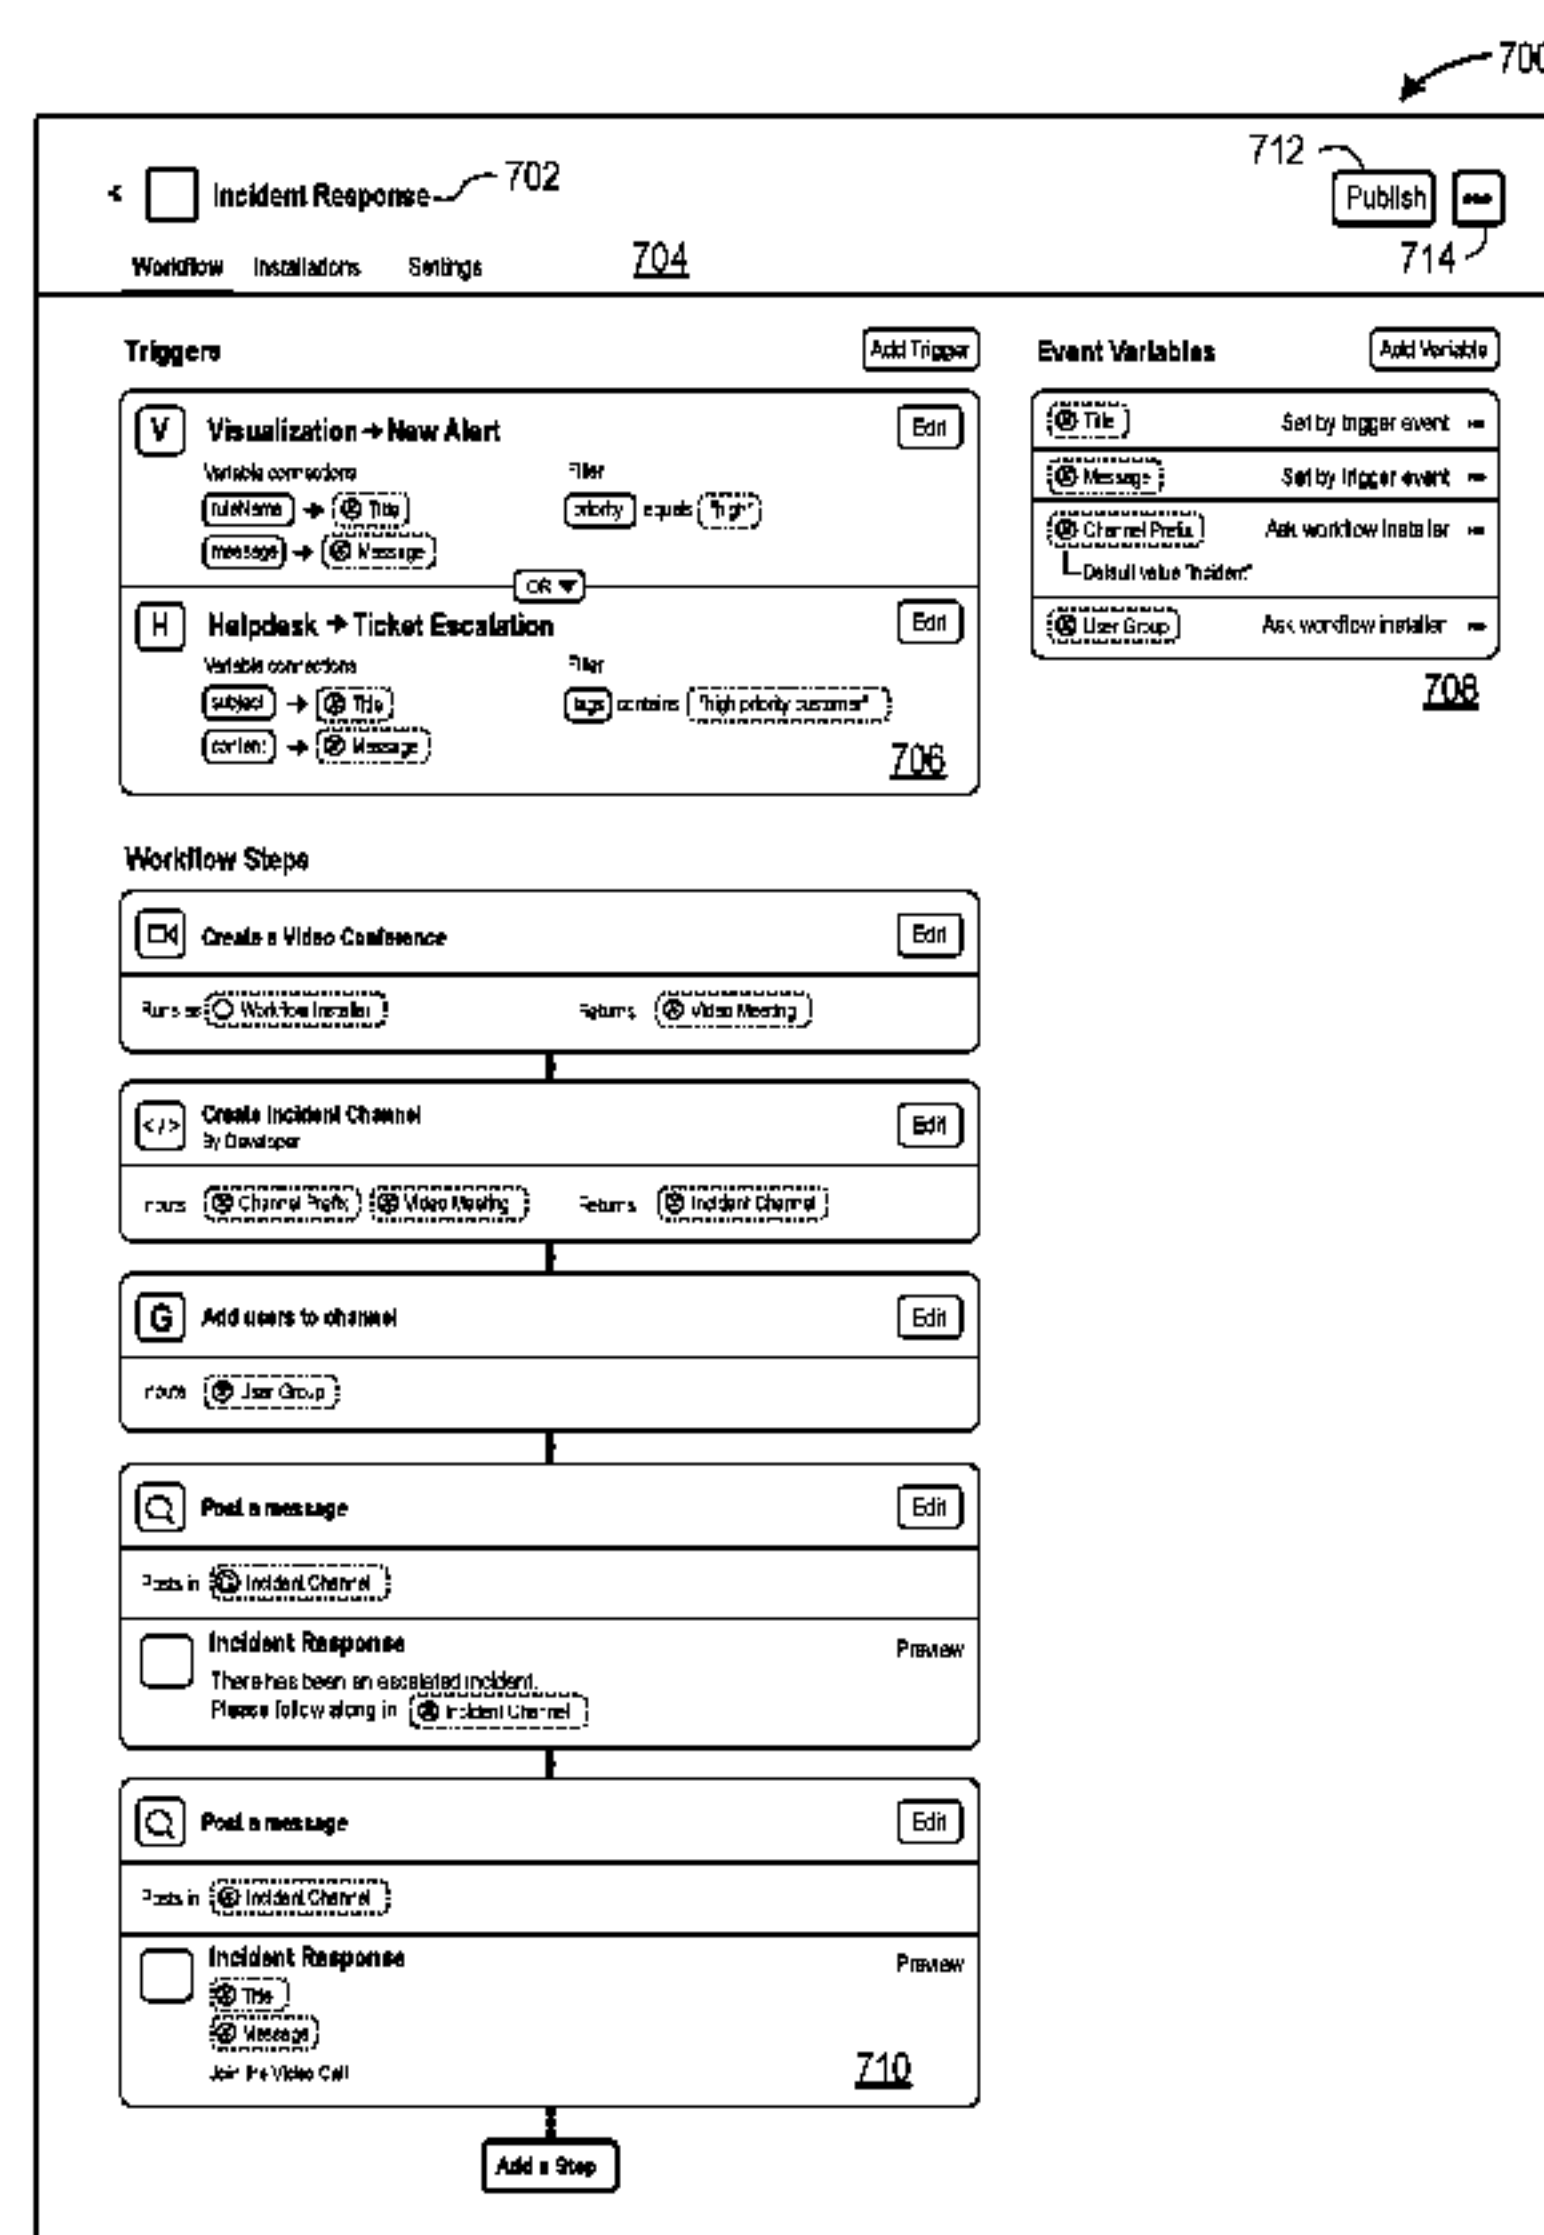 700
712
< Incident Response 702
Publish •••
714
Workflow Installations Settings 704
Triggers Add Trigger
V Visualization → New Alert Edit
Variable connections Filter
ruleName → Title priority equals "high"
message → Message
OR ▼
H Helpdesk → Ticket Escalation Edit
Variable connections Filter
subject → Title tags contains "high priority customer"
content → Message
706
Event Variables Add Variable
Title Set by trigger event •••
Message Set by trigger event •••
Channel Prefix Ask workflow installer •••
Default value "incident"
User Group Ask workflow installer •••
708
Workflow Steps
Create a Video Conference Edit
Runs as Workflow Installer Returns Video Meeting
</> Create Incident Channel Edit
By Developer
Inputs Channel Prefix Video Meeting Returns Incident Channel
G Add users to channel Edit
Inputs User Group
Post a message Edit
Posts in Incident Channel
Incident Response Preview
There has been an escalated incident.
Please follow along in Incident Channel
Post a message Edit
Posts in Incident Channel
Incident Response Preview
Title
Message
Join the Video Call
710
Add a Step